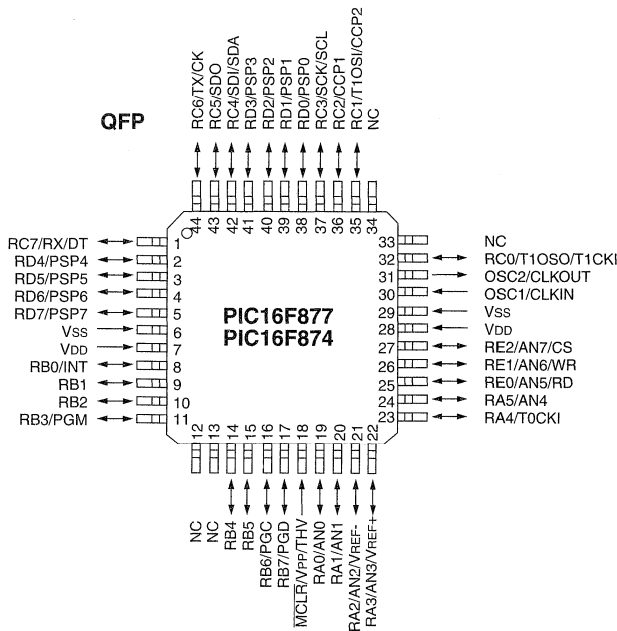 QFP
RC6/TX/CK
RC5/SDO
RC4/SDI/SDA
RD3/PSP3
RD2/PSP2
RD1/PSP1
RD0/PSP0
RC3/SCK/SCL
RC2/CCP1
RC1/T1OSI/CCP2
NC
44
43
42
41
40
39
38
37
36
35
34
RC7/RX/DT 1
RD4/PSP4 2
RD5/PSP5 3
RD6/PSP6 4
RD7/PSP7 5
VSS 6
VDD 7
RB0/INT 8
RB1 9
RB2 10
RB3/PGM 11
PIC16F877
PIC16F874
33 NC
32 RC0/T1OSO/T1CKI
31 OSC2/CLKOUT
30 OSC1/CLKIN
29 VSS
28 VDD
27 RE2/AN7/CS
26 RE1/AN6/WR
25 RE0/AN5/RD
24 RA5/AN4
23 RA4/T0CKI
12
13
14
15
16
17
18
19
20
21
22
NC
NC
RB4
RB5
RB6/PGC
RB7/PGD
MCLR/VPP/THV
RA0/AN0
RA1/AN1
RA2/AN2/VREF-
RA3/AN3/VREF+